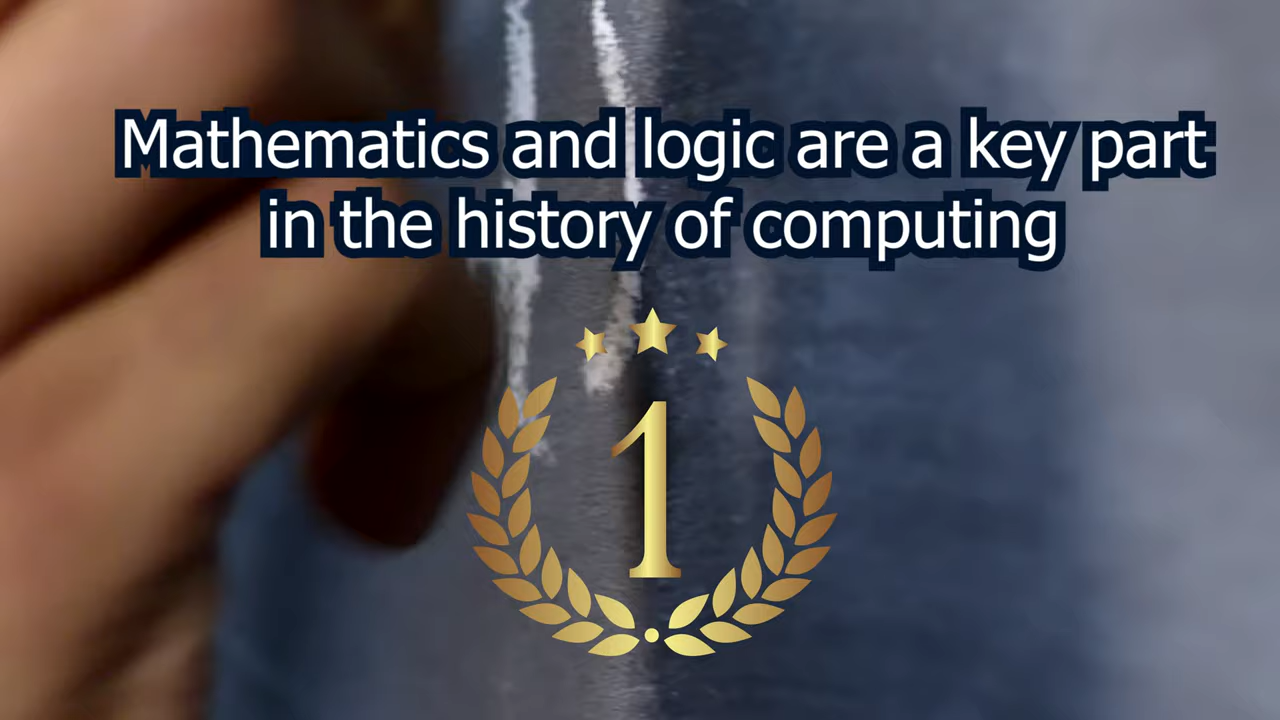 Mathematics and logic are a key part
in the history of computing
1